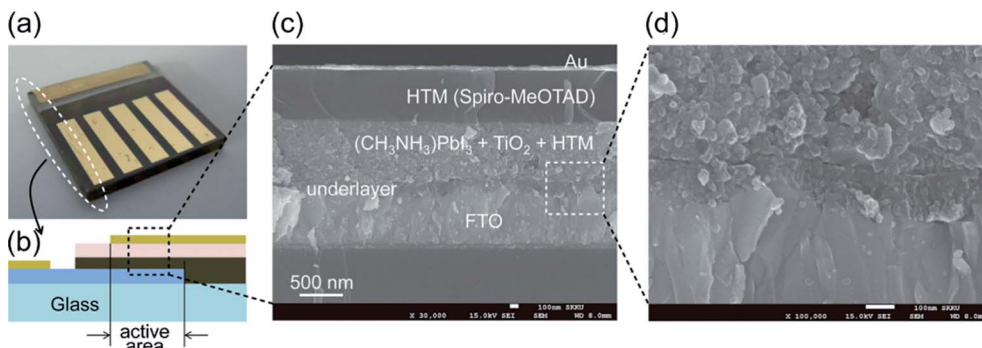 (a)
(b)
Glass
active
area
(c)
Au
HTM (Spiro-MeOTAD)
(CH₃NH₃)PbI₃ + TiO₂ + HTM
underlayer
FTO
500 nm
100nm SKKU
X 30,000 15.0kV SEI SEM WD 8.0mm
(d)
100nm SKKU
X 100,000 15.0kV SEI SEM WD 8.0mm